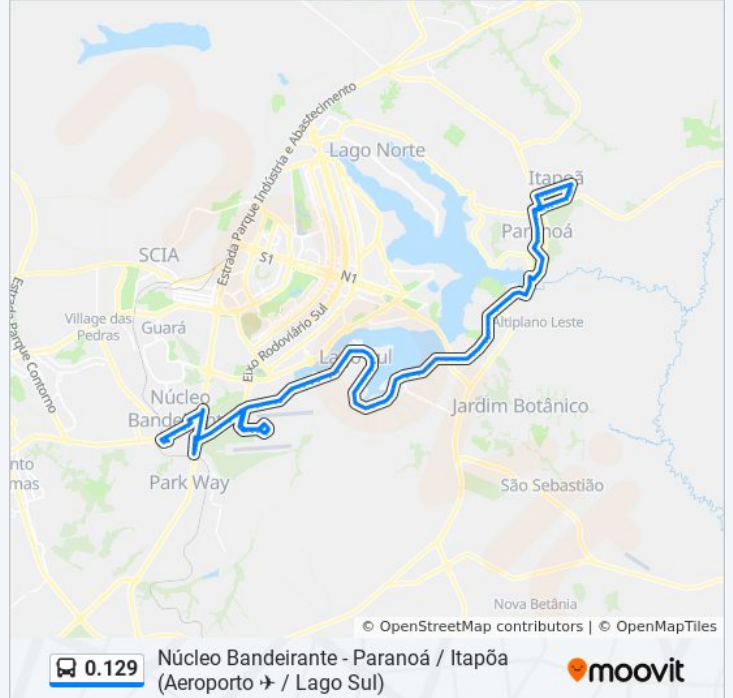 Estrada Parque Indústria e Abastecimento
Lago Norte
Itapoã
Paranoá
SCIA
S1
N1
Estrada Parque Contorno
Village das
Pedras
Guará
Eixo Rodoviário Sul
Lago Sul
Altiplano Leste
Núcleo
Jardim Botânico
nto
mas
Park Way
São Sebastião
Nova Betânia
© OpenStreetMap contributors | © OpenMapTiles
0.129
Núcleo Bandeirante - Paranoá / Itapõa
(Aeroporto ✈ / Lago Sul)
moovit